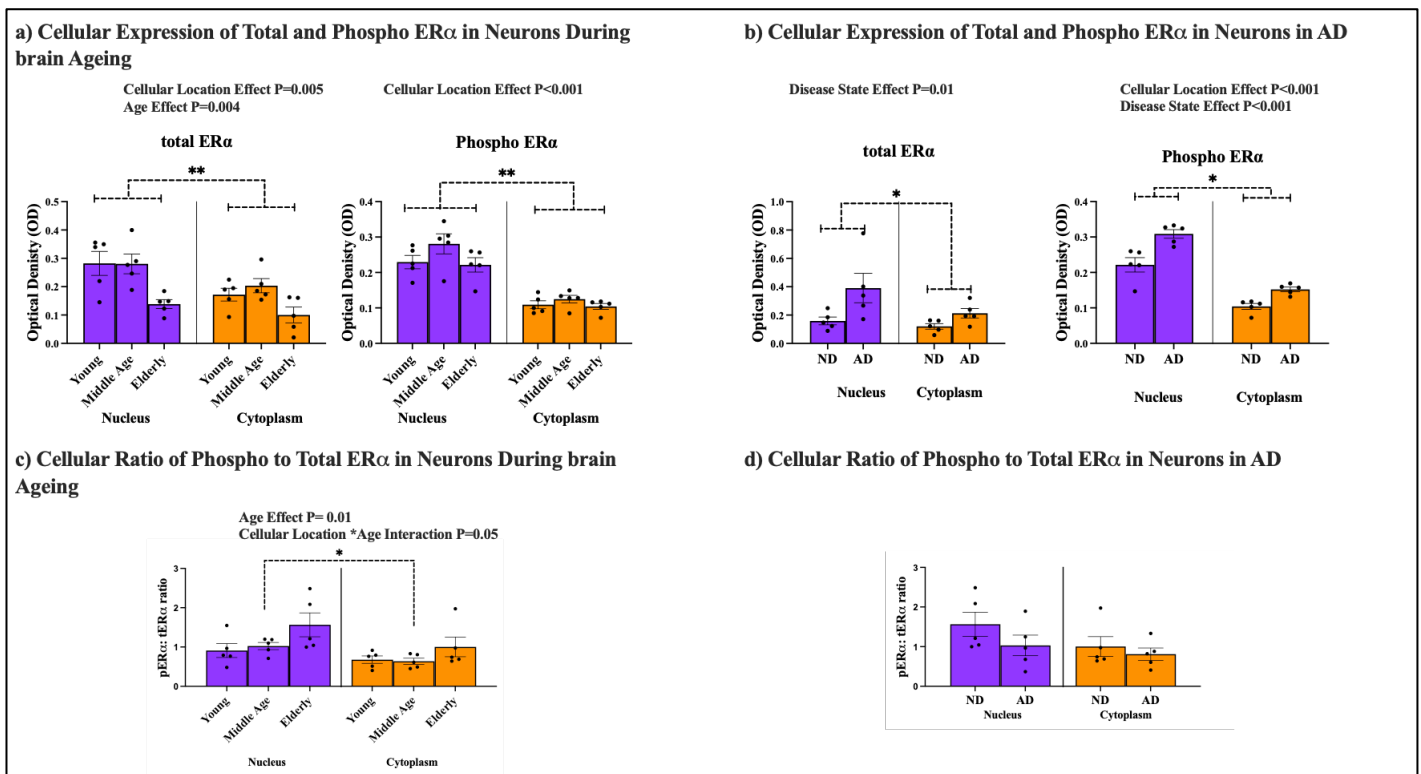 a) Cellular Expression of Total and Phospho ERα in Neurons During
brain Ageing
Cellular Location Effect P=0.005
Age Effect P=0.004
total ERα
**
Optical Denisty (OD)
0.5
0.4
0.3
0.2
0.1
0.0
Young
Middle Age
Elderly
Young
Middle Age
Elderly
Nucleus
Cytoplasm
Cellular Location Effect P<0.001
Phospho ERα
**
Optical Denisty (OD)
0.4
0.3
0.2
0.1
0.0
Young
Middle Age
Elderly
Young
Middle Age
Elderly
Nucleus
Cytoplasm
b) Cellular Expression of Total and Phospho ERα in Neurons in AD
Disease State Effect P=0.01
total ERα
*
Optical Denisty (OD)
1.0
0.8
0.6
0.4
0.2
0.0
ND
AD
ND
AD
Nucleus
Cytoplasm
Cellular Location Effect P<0.001
Disease State Effect P<0.001
Phospho ERα
*
Optical Denisty (OD)
0.4
0.3
0.2
0.1
0.0
ND
AD
ND
AD
Nucleus
Cytoplasm
c) Cellular Ratio of Phospho to Total ERα in Neurons During brain
Ageing
Age Effect P= 0.01
Cellular Location *Age Interaction P=0.05
*
pERα: tERα ratio
3
2
1
0
Young
Middle Age
Elderly
Young
Middle Age
Elderly
Nucleus
Cytoplasm
d) Cellular Ratio of Phospho to Total ERα in Neurons in AD
pERα: tERα ratio
3
2
1
0
ND
AD
ND
AD
Nucleus
Cytoplasm